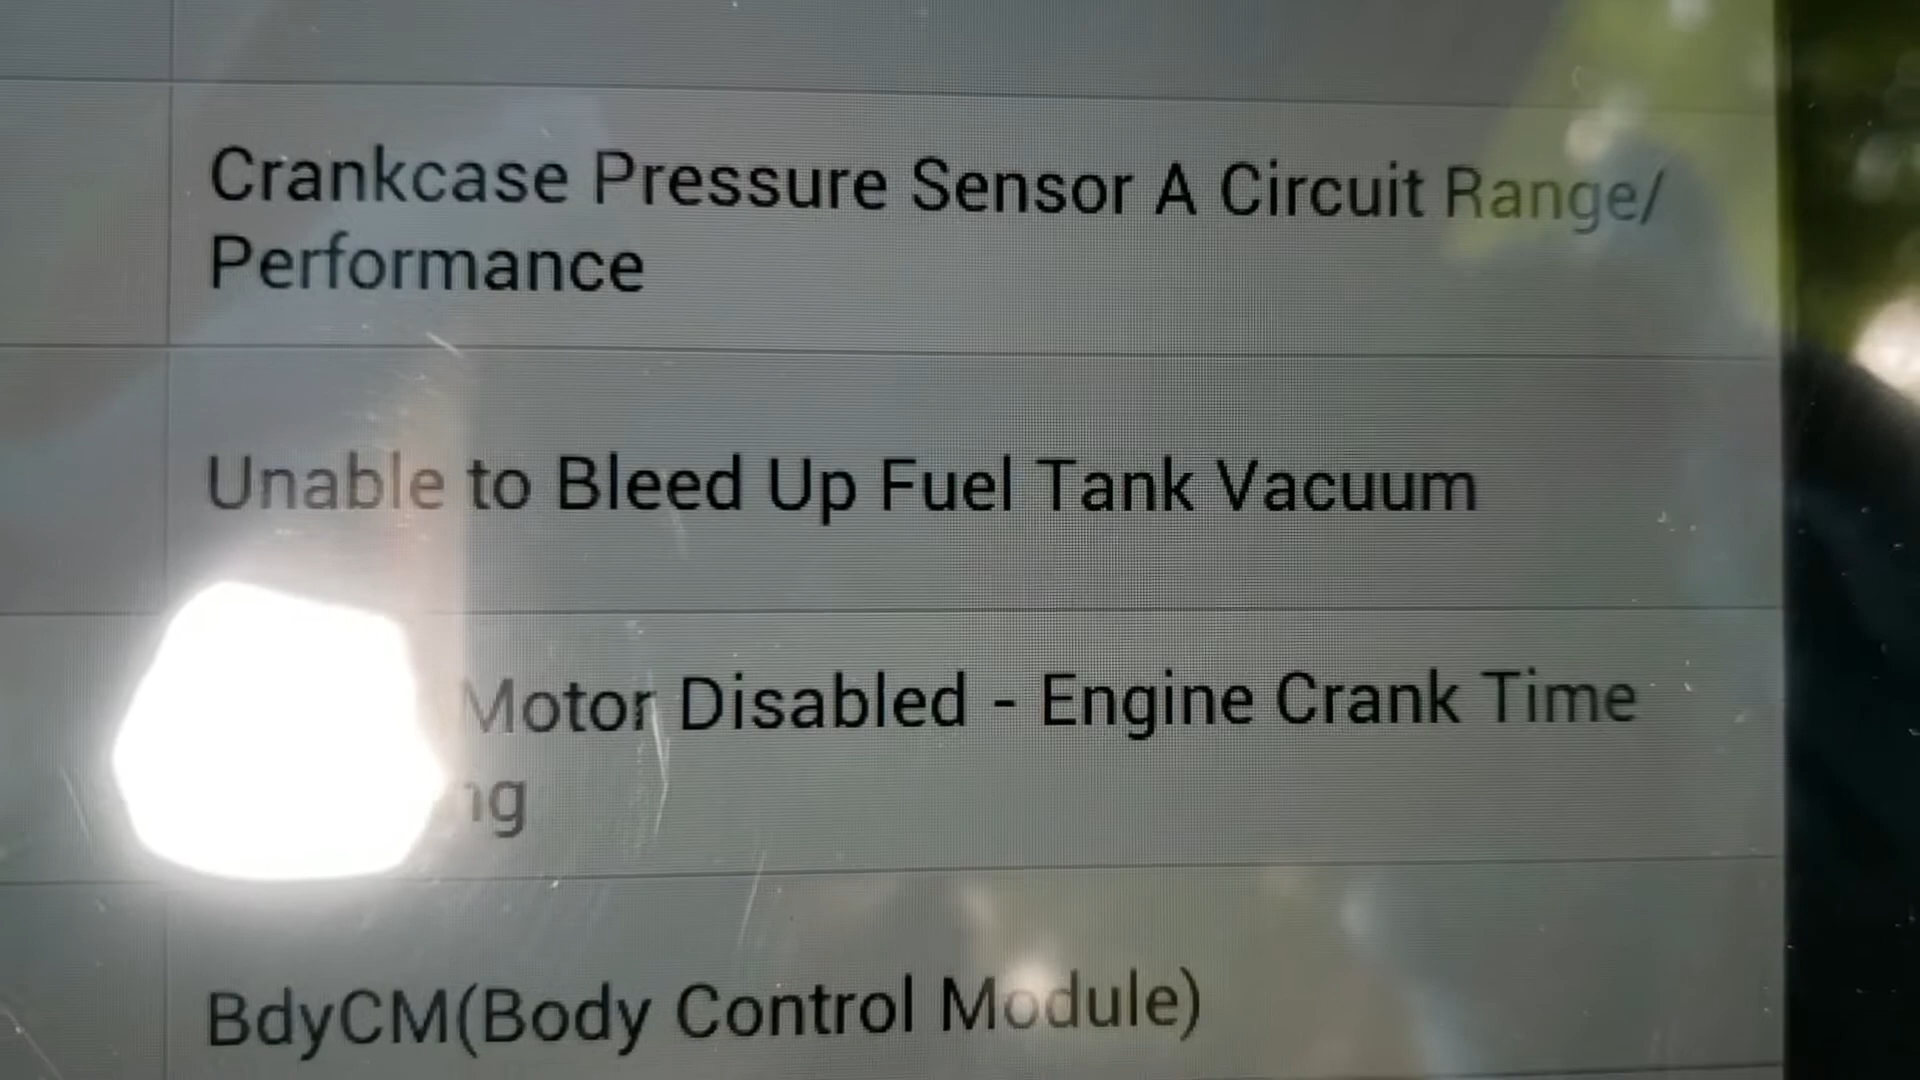 Crankcase Pressure Sensor A Circuit Range/
Performance
Unable to Bleed Up Fuel Tank Vacuum
Motor Disabled - Engine Crank Time
BdyCM(Body Control Module)